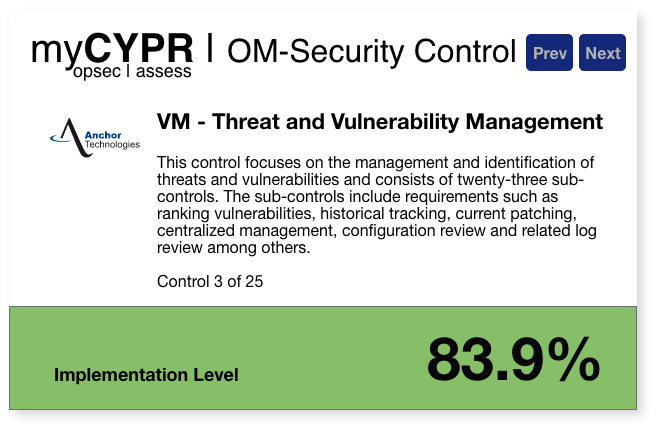 myCYPR | OM-Security Control Prev Next
opsec | assess
VM - Threat and Vulnerability Management
Anchor
Technologies
This control focuses on the management and identification of
threats and vulnerabilities and consists of twenty-three sub-
controls. The sub-controls include requirements such as
ranking vulnerabilities, historical tracking, current patching,
centralized management, configuration review and related log
review among others.
Control 3 of 25
Implementation Level 83.9%